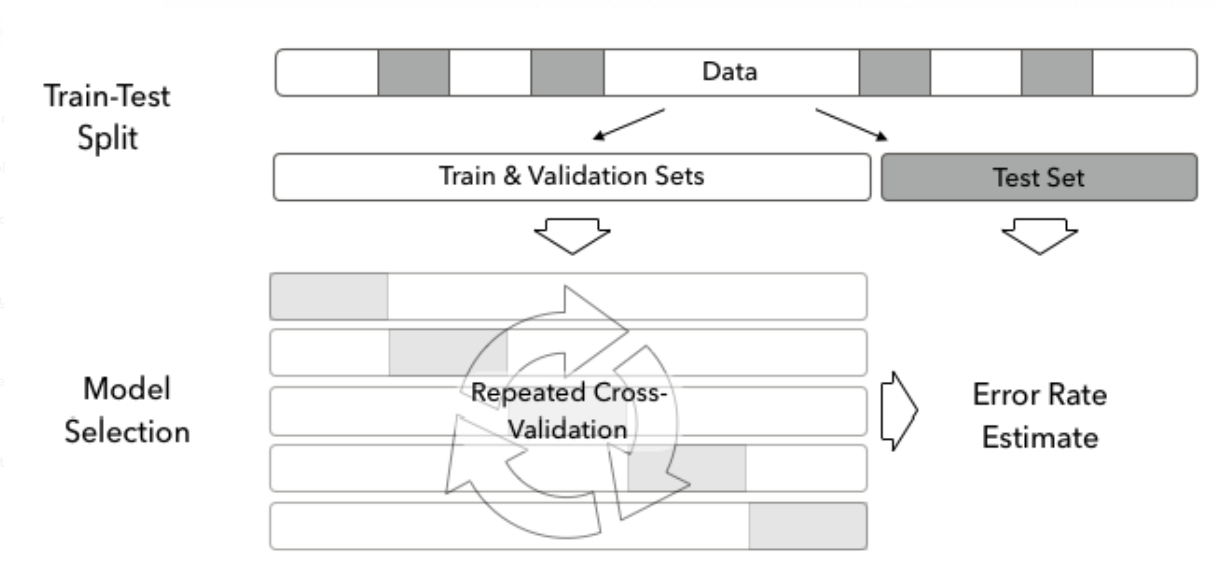 Train-Test
Split
Data
Train & Validation Sets
Test Set
Model
Selection
Repeated Cross-
Validation
Error Rate
Estimate